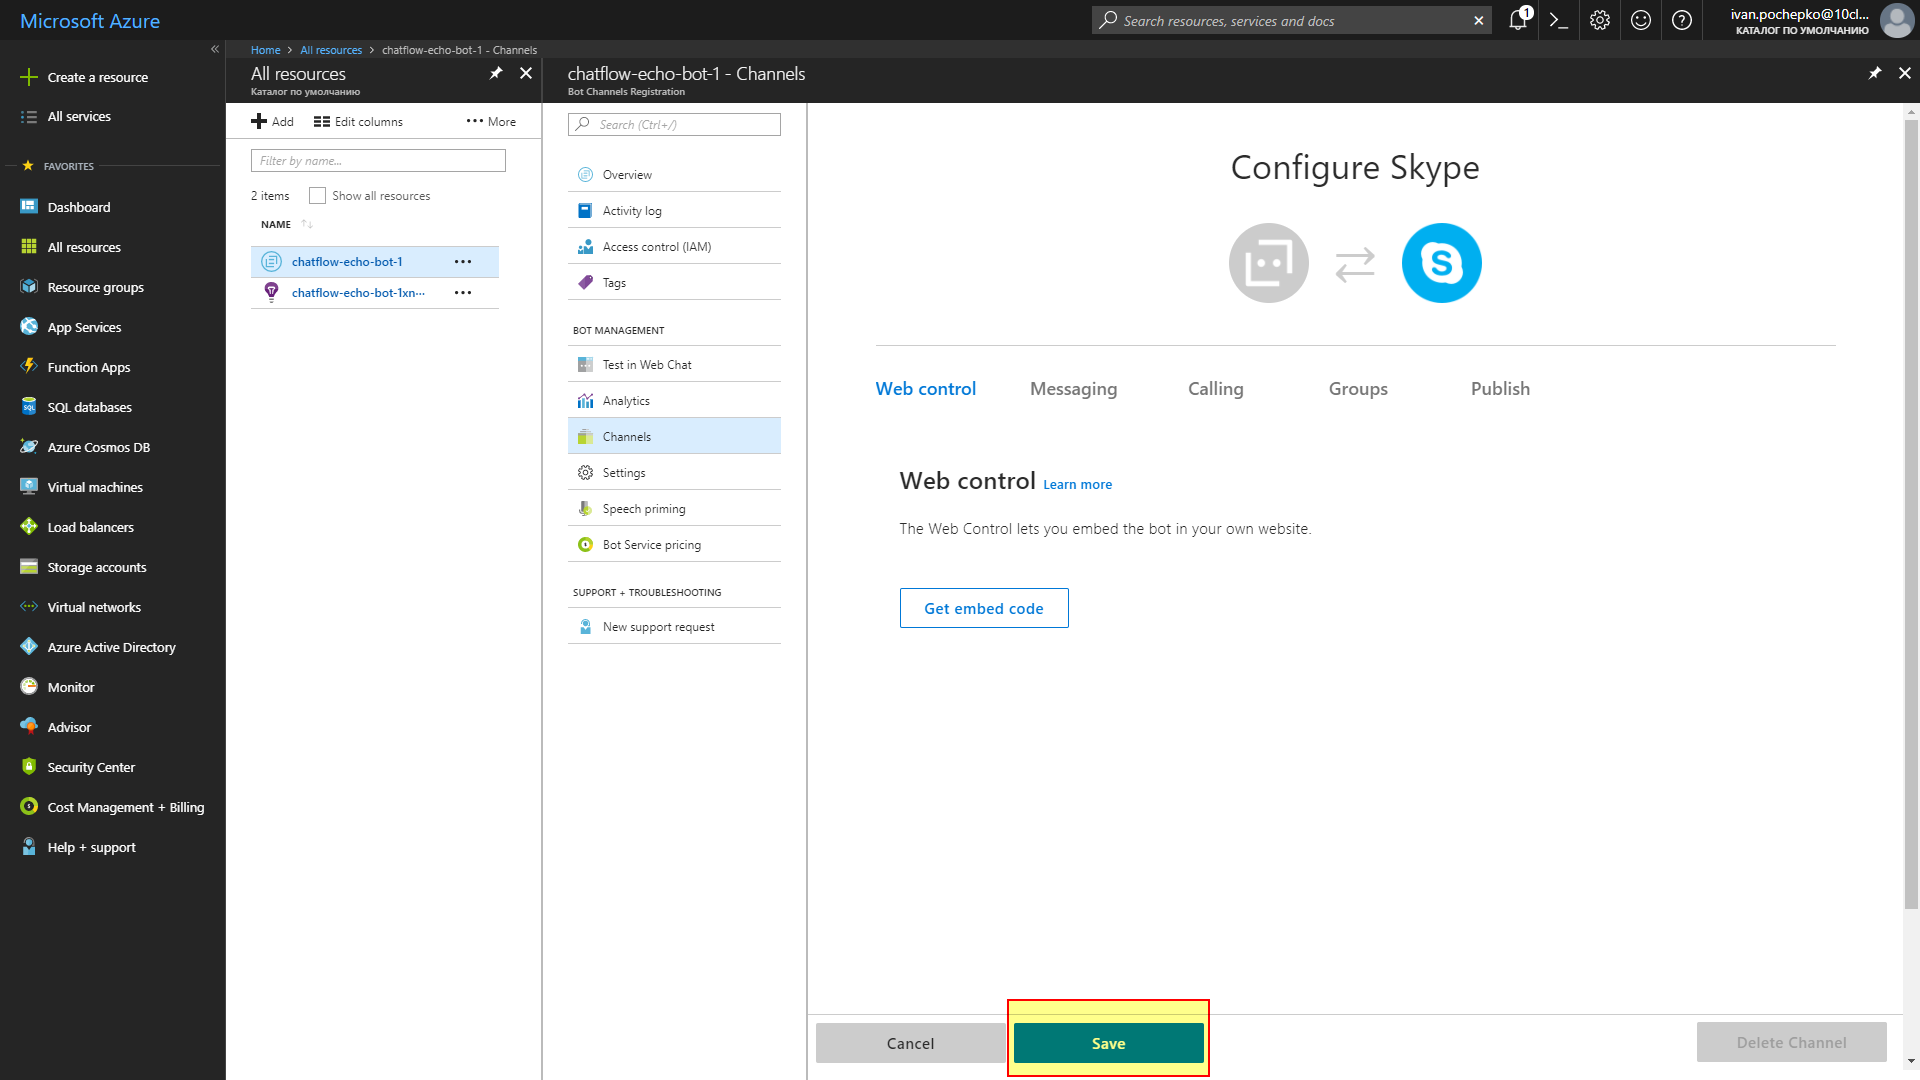 Microsoft Azure
Search resources, services and docs
1
ivan.pochepko@10cl...
КАТАЛОГ ПО УМОЛЧАНИЮ
Home > All resources > chatflow-echo-bot-1 - Channels
Create a resource
All services
FAVORITES
Dashboard
All resources
Resource groups
App Services
Function Apps
SQL databases
Azure Cosmos DB
Virtual machines
Load balancers
Storage accounts
Virtual networks
Azure Active Directory
Monitor
Advisor
Security Center
Cost Management + Billing
Help + support
All resources
Каталог по умолчанию
Add
Edit columns
More
Filter by name...
2 items
Show all resources
NAME
chatflow-echo-bot-1
chatflow-echo-bot-1xn...
chatflow-echo-bot-1 - Channels
Bot Channels Registration
Search (Ctrl+/)
Overview
Activity log
Access control (IAM)
Tags
BOT MANAGEMENT
Test in Web Chat
Analytics
Channels
Settings
Speech priming
Bot Service pricing
SUPPORT + TROUBLESHOOTING
New support request
Configure Skype
Web control
Messaging
Calling
Groups
Publish
Web control Learn more
The Web Control lets you embed the bot in your own website.
Get embed code
Cancel
Save
Delete Channel